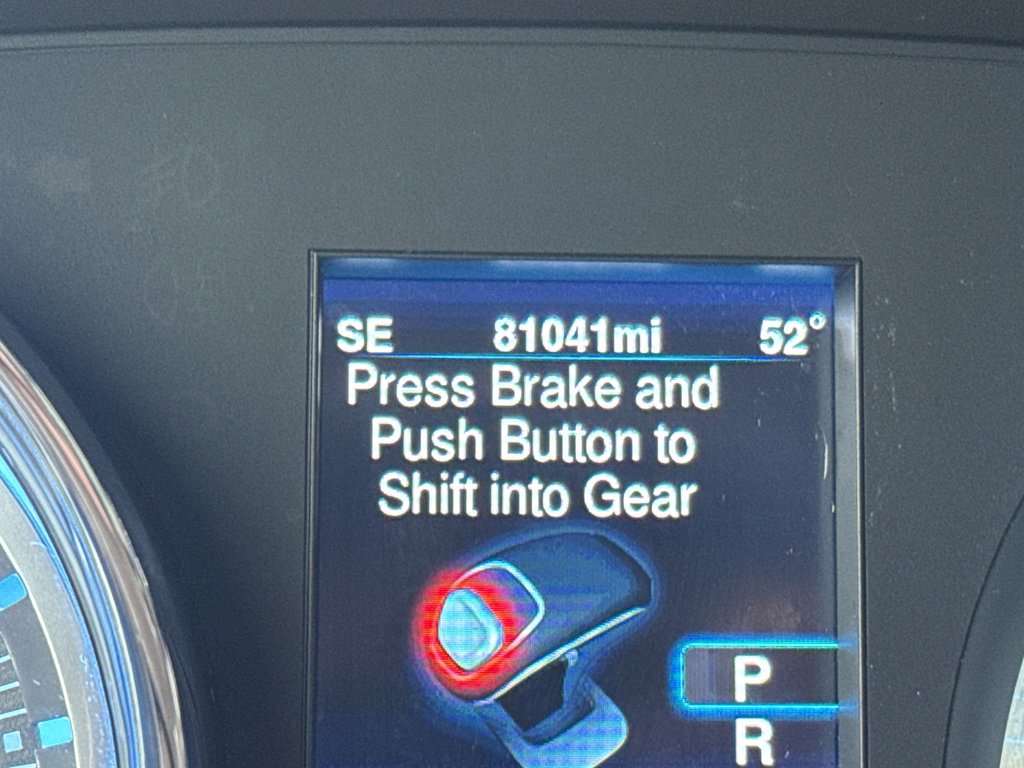 SE 81041mi 52°
Press Brake and
Push Button to
Shift into Gear
P
R